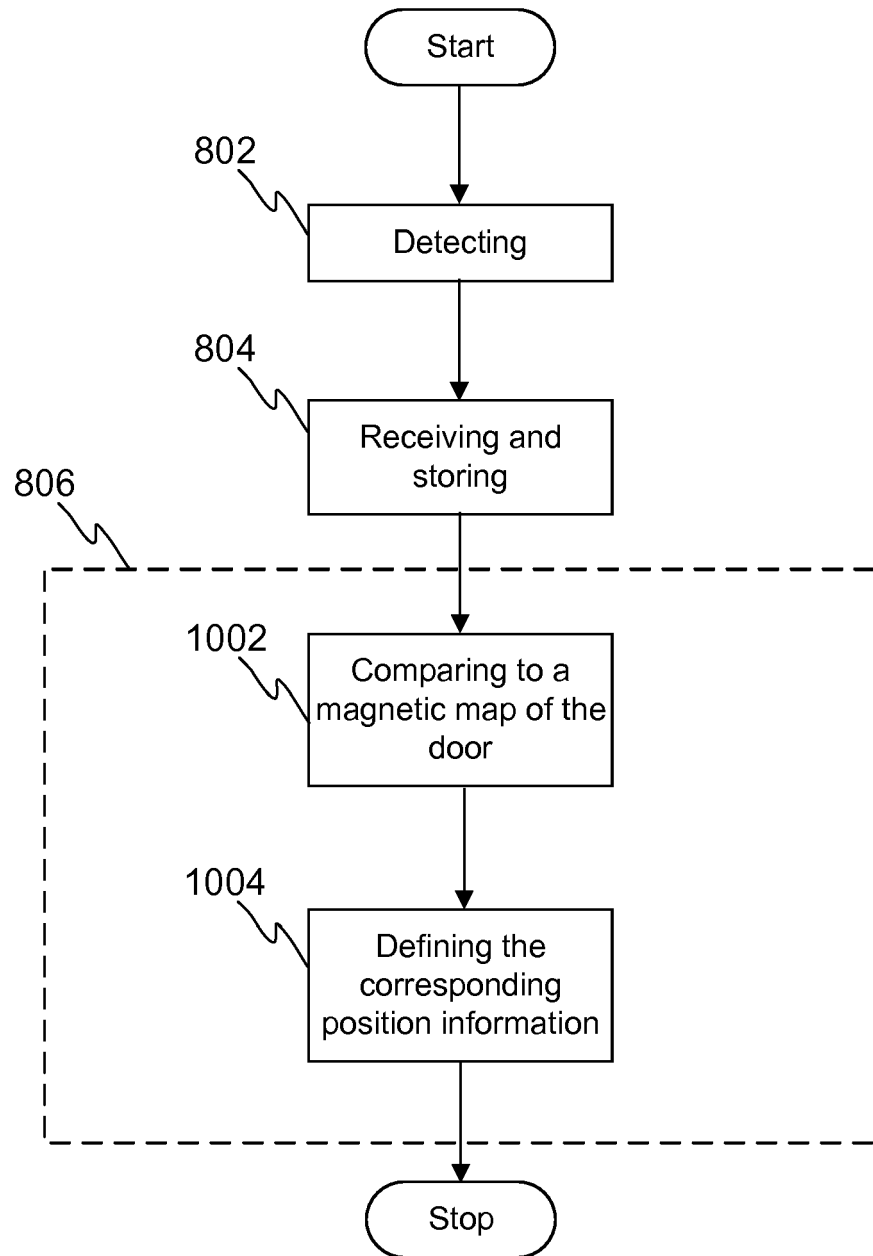 Start
802
Detecting
804
Receiving and
storing
806
1002
Comparing to a
magnetic map of the
door
1004
Defining the
corresponding
position information
Stop